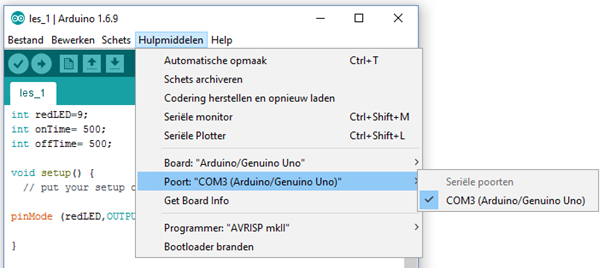 les_1 | Arduino 1.6.9
Bestand Bewerken Schets Hulpmiddelen Help
les_1
int redLED=9;
int onTime= 500;
int offTime= 500;
void setup() {
// put your setup
pinMode (redLED,
}
Automatische opmaak Ctrl+T
Schets archiveren
Codering herstellen en opnieuw laden
Seriële monitor Ctrl+Shift+M
Seriële Plotter Ctrl+Shift+L
Board: "Arduino/Genuino Uno"
Poort: "COM3 (Arduino/Genuino Uno)"
Get Board Info
Programmer: "AVRISP mkII"
Bootloader branden
Seriële poorten
COM3 (Arduino/Genuino Uno)